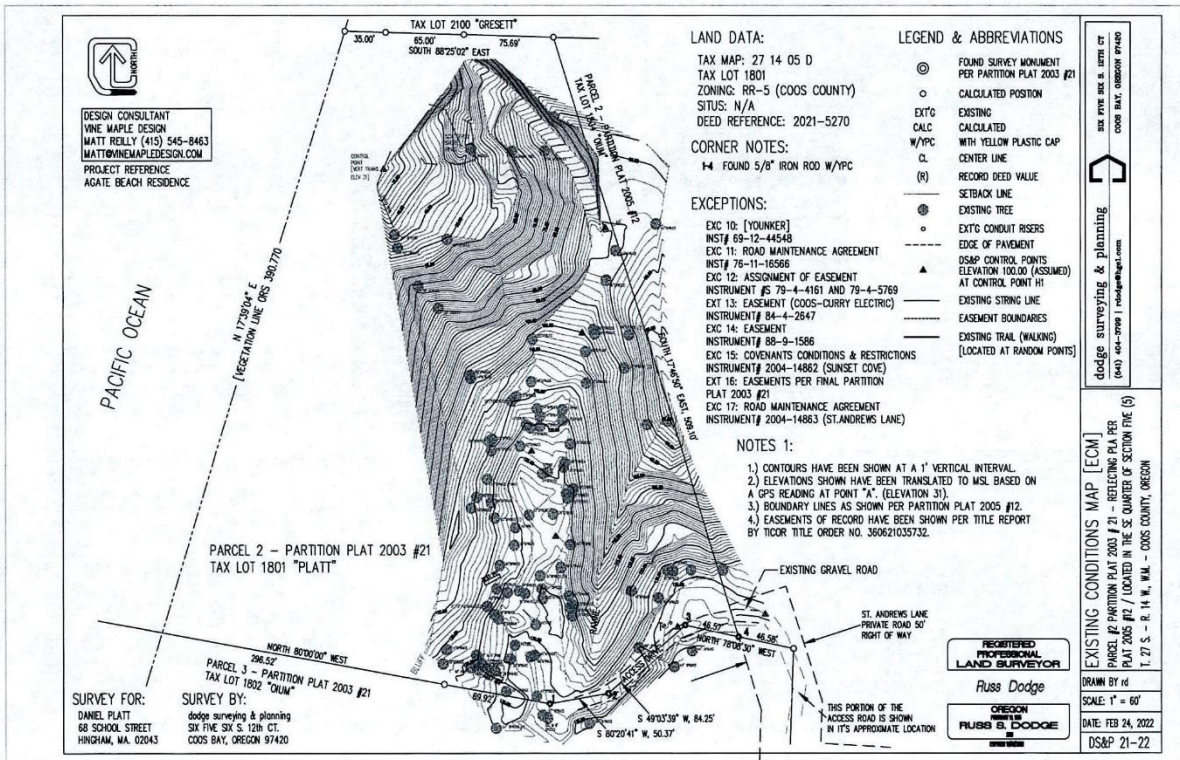 TAX LOT 2100 "GRESETT"
35.00'
65.00'
75.69'
SOUTH 88°25'02" EAST
NORTH
DESIGN CONSULTANT
VINE MAPLE DESIGN
MATT REILLY (415) 545-8463
MATT@VINEMAPLEDESIGN.COM
PROJECT REFERENCE
AGATE BEACH RESIDENCE
PACIFIC OCEAN
N 17°39'04" E
[VEGETATION LINE ORS 390.770
CONTROL
POINT
PARCEL 2 - PARTITION PLAT 2005 #12
TAX LOT 1801 "OIUM"
SOUTH 17°46'50" EAST, 509.10'
PARCEL 2 - PARTITION PLAT 2003 #21
TAX LOT 1801 "PLATT"
NORTH 80°00'00" WEST
296.52'
PARCEL 3 - PARTITION PLAT 2003 #21
TAX LOT 1802 "OIUM"
69.92'
BLUFF
RAVINE
ACCESS
S 49°03'39" W, 84.25'
S 80°20'41" W, 50.37'
3
46.57'
4
46.58'
NORTH 78°06'30" WEST
EXISTING GRAVEL ROAD
ST. ANDREWS LANE
PRIVATE ROAD 50'
RIGHT OF WAY
THIS PORTION OF THE
ACCESS ROAD IS SHOWN
IN IT'S APPROXIMATE LOCATION
SURVEY FOR:
DANIEL PLATT
68 SCHOOL STREET
HINGHAM, MA. 02043
SURVEY BY:
dodge surveying & planning
SIX FIVE SIX S. 12th CT.
COOS BAY, OREGON 97420
LAND DATA:
TAX MAP: 27 14 05 D
TAX LOT 1801
ZONING: RR-5 (COOS COUNTY)
SITUS: N/A
DEED REFERENCE: 2021-5270
CORNER NOTES:
1-4 FOUND 5/8" IRON ROD W/YPC
EXCEPTIONS:
EXC 10: [YOUNKER]
INST# 69-12-44548
EXC 11: ROAD MAINTENANCE AGREEMENT
INST# 76-11-16566
EXC 12: ASSIGNMENT OF EASEMENT
INSTRUMENT #S 79-4-4161 AND 79-4-5769
EXT 13: EASEMENT (COOS-CURRY ELECTRIC)
INSTRUMENT# 84-4-2647
EXC 14: EASEMENT
INSTRUMENT# 88-9-1586
EXC 15: COVENANTS CONDITIONS & RESTRICTIONS
INSTRUMENT# 2004-14862 (SUNSET COVE)
EXT 16: EASEMENTS PER FINAL PARTITION
PLAT 2003 #21
EXC 17: ROAD MAINTENANCE AGREEMENT
INSTRUMENT# 2004-14863 (ST.ANDREWS LANE)
NOTES 1:
1.) CONTOURS HAVE BEEN SHOWN AT A 1' VERTICAL INTERVAL.
2.) ELEVATIONS SHOWN HAVE BEEN TRANSLATED TO MSL BASED ON
A GPS READING AT POINT "A". (ELEVATION 31).
3.) BOUNDARY LINES AS SHOWN PER PARTITION PLAT 2005 #12.
4.) EASEMENTS OF RECORD HAVE BEEN SHOWN PER TITLE REPORT
BY TICOR TITLE ORDER NO. 360621035732.
LEGEND & ABBREVIATIONS
FOUND SURVEY MONUMENT
PER PARTITION PLAT 2003 #21
CALCULATED POSITION
EXT'G EXISTING
CALC CALCULATED
W/YPC WITH YELLOW PLASTIC CAP
CL CENTER LINE
(R) RECORD DEED VALUE
SETBACK LINE
EXISTING TREE
EXT'G CONDUIT RISERS
EDGE OF PAVEMENT
DS&P CONTROL POINTS
ELEVATION 100.00 (ASSUMED)
AT CONTROL POINT H1
EXISTING STRING LINE
EASEMENT BOUNDARIES
EXISTING TRAIL (WALKING)
[LOCATED AT RANDOM POINTS]
REGISTERED
PROFESSIONAL
LAND SURVEYOR
Russ Dodge
OREGON
RUSS S. DODGE
SIX FIVE SIX S. 12TH CT
COOS BAY, OREGON 97420
dodge surveying & planning
(541) 404-3799
EXISTING CONDITIONS MAP [ECM]
PARCEL #2 PARTITION PLAT 2003 # 21 - REFLECTING PLA PER
PLAT 2005 #12 / LOCATED IN THE SE QUARTER OF SECTION FIVE (5)
T. 27 S. - R. 14 W., W.M. - COOS COUNTY, OREGON
DRAWN BY rd
SCALE: 1" = 60'
DATE: FEB 24, 2022
DS&P 21-22